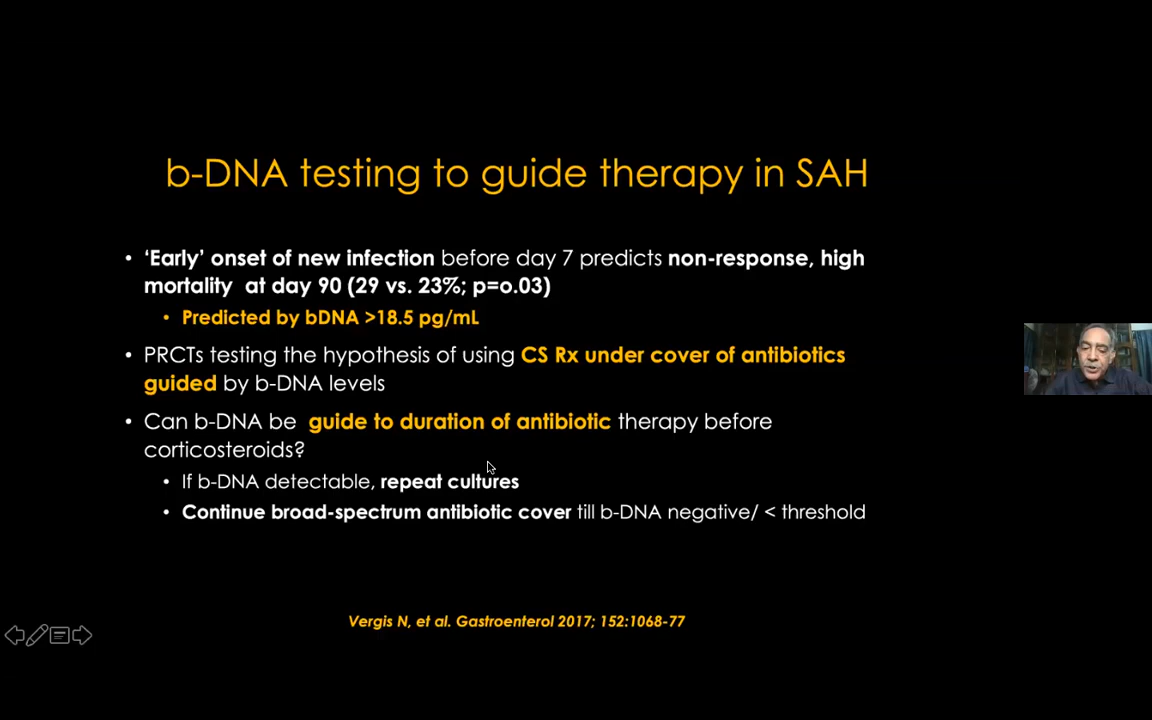 b-DNA testing to guide therapy in SAH
• ‘Early’ onset of new infection before day 7 predicts non-response, high
mortality at day 90 (29 vs. 23%; p=o.03)
• Predicted by bDNA >18.5 pg/mL
• PRCTs testing the hypothesis of using CS Rx under cover of antibiotics
guided by b-DNA levels
• Can b-DNA be guide to duration of antibiotic therapy before
corticosteroids?
• If b-DNA detectable, repeat cultures
• Continue broad-spectrum antibiotic cover till b-DNA negative/ < threshold
Vergis N, et al. Gastroenterol 2017; 152:1068-77